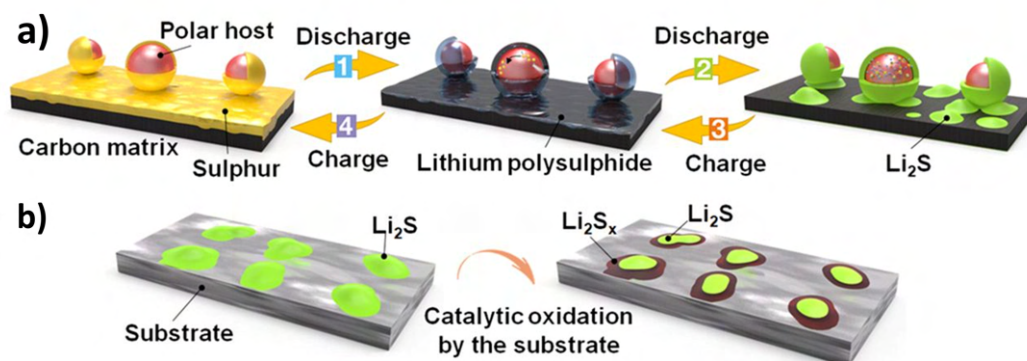 a)
Polar host
Discharge
1
Discharge
2
4
3
Carbon matrix
Sulphur
Charge
Lithium polysulphide
Charge
Li₂S
b)
Li₂S
Li₂Sₓ
Li₂S
Substrate
Catalytic oxidation
by the substrate